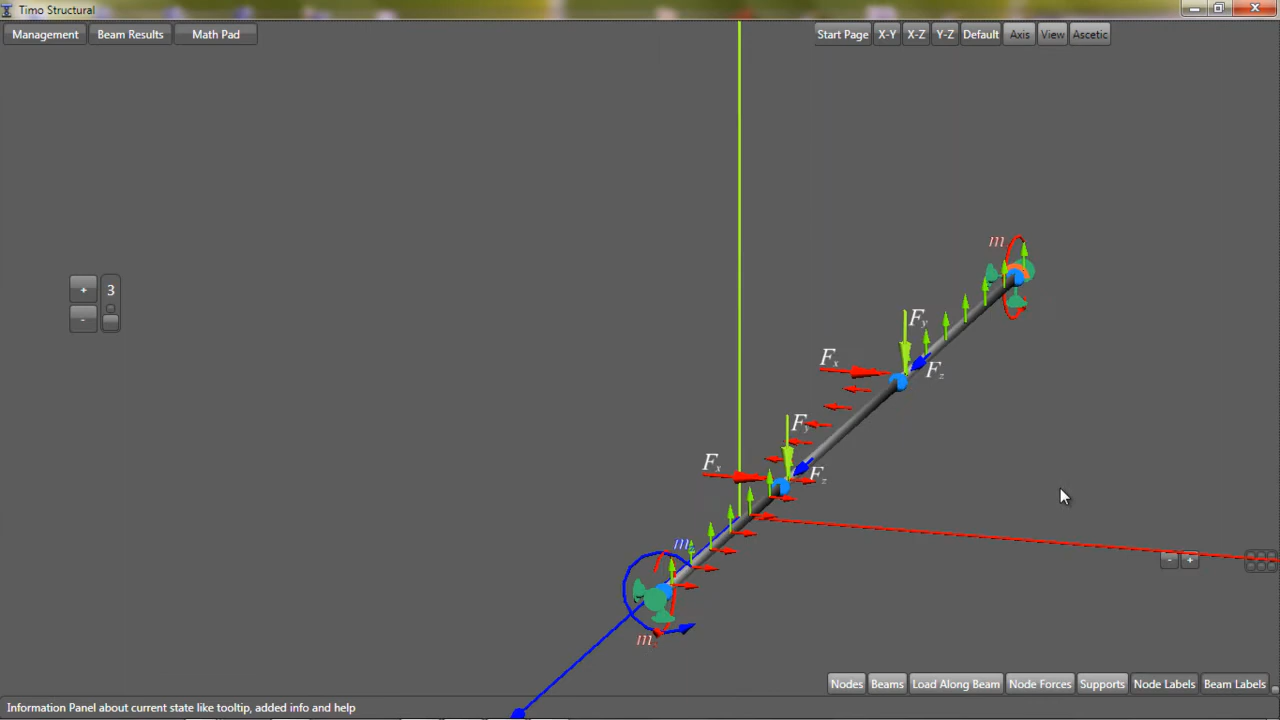 Timo Structural
Management Beam Results Math Pad
Start Page X-Y X-Z Y-Z Default Axis View Ascetic
+ 3
-
m
Fy
Fx
Fz
Fy
Fx
Fz
m
- +
m
Nodes Beams Load Along Beam Node Forces Supports Node Labels Beam Labels
Information Panel about current state like tooltip, added info and help